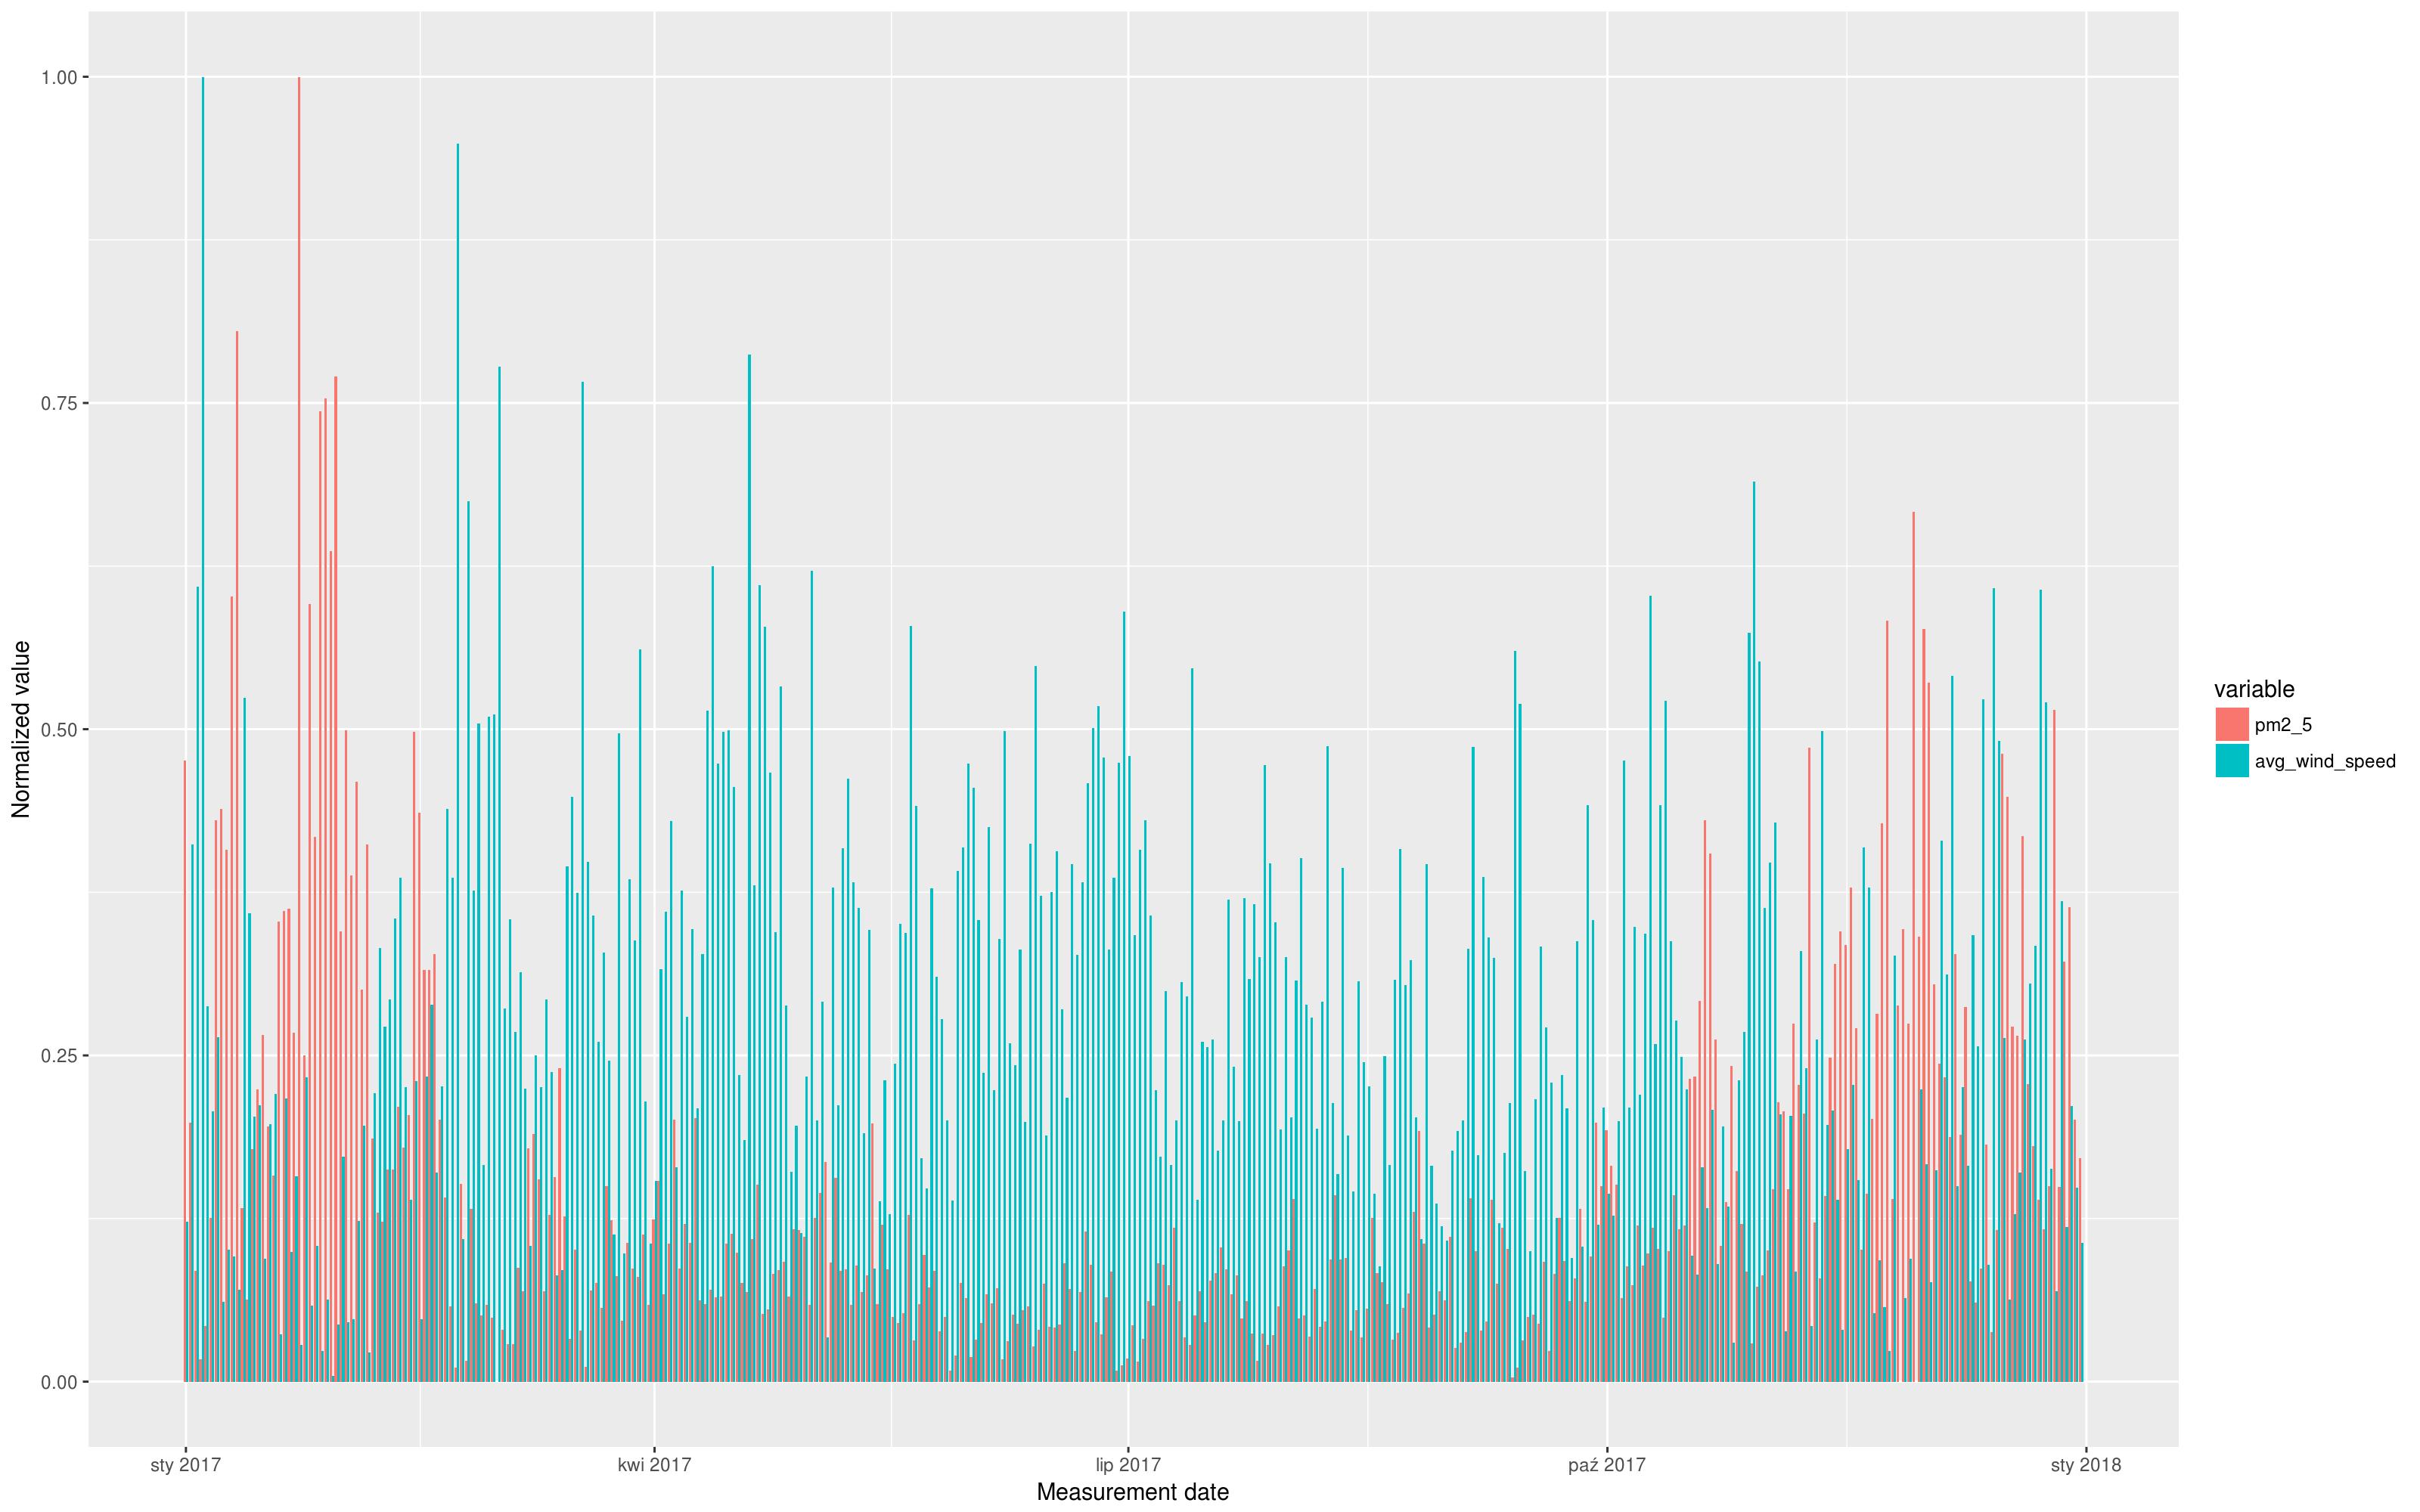 1.00
0.75
0.50
0.25
0.00
Normalized value
sty 2017
kwi 2017
lip 2017
paź 2017
sty 2018
Measurement date
variable
pm2_5
avg_wind_speed